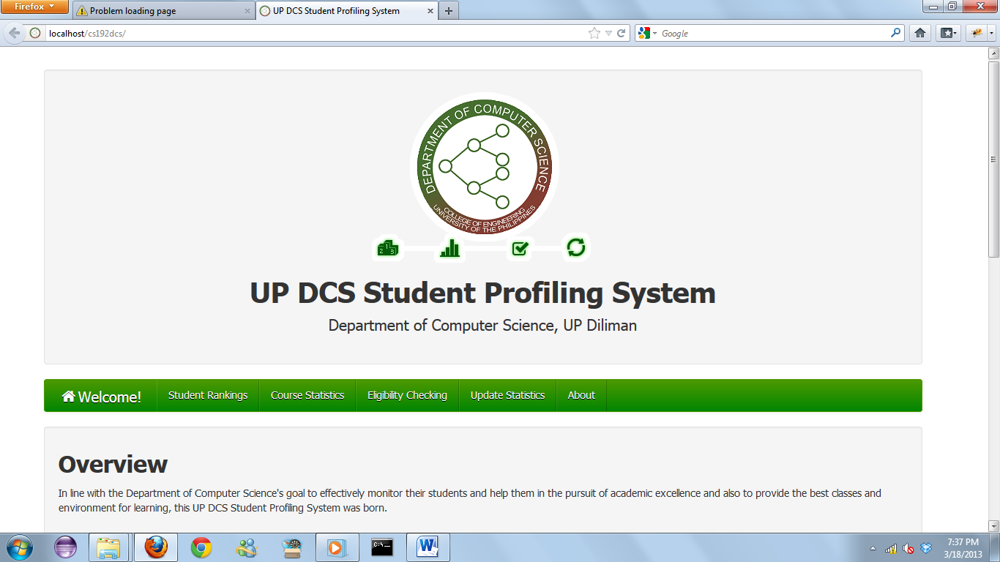 Firefox
Problem loading page
UP DCS Student Profiling System
localhost/cs192dcs/
Google
DEPARTMENT OF COMPUTER SCIENCE
COLLEGE OF ENGINEERING
UNIVERSITY OF THE PHILIPPINES
2 1 3
UP DCS Student Profiling System
Department of Computer Science, UP Diliman
Welcome! Student Rankings Course Statistics Eligibility Checking Update Statistics About
Overview
In line with the Department of Computer Science's goal to effectively monitor their students and help them in the pursuit of academic excellence and also to provide the best classes and
environment for learning, this UP DCS Student Profiling System was born.
C:\
W
7:37 PM
3/18/2013